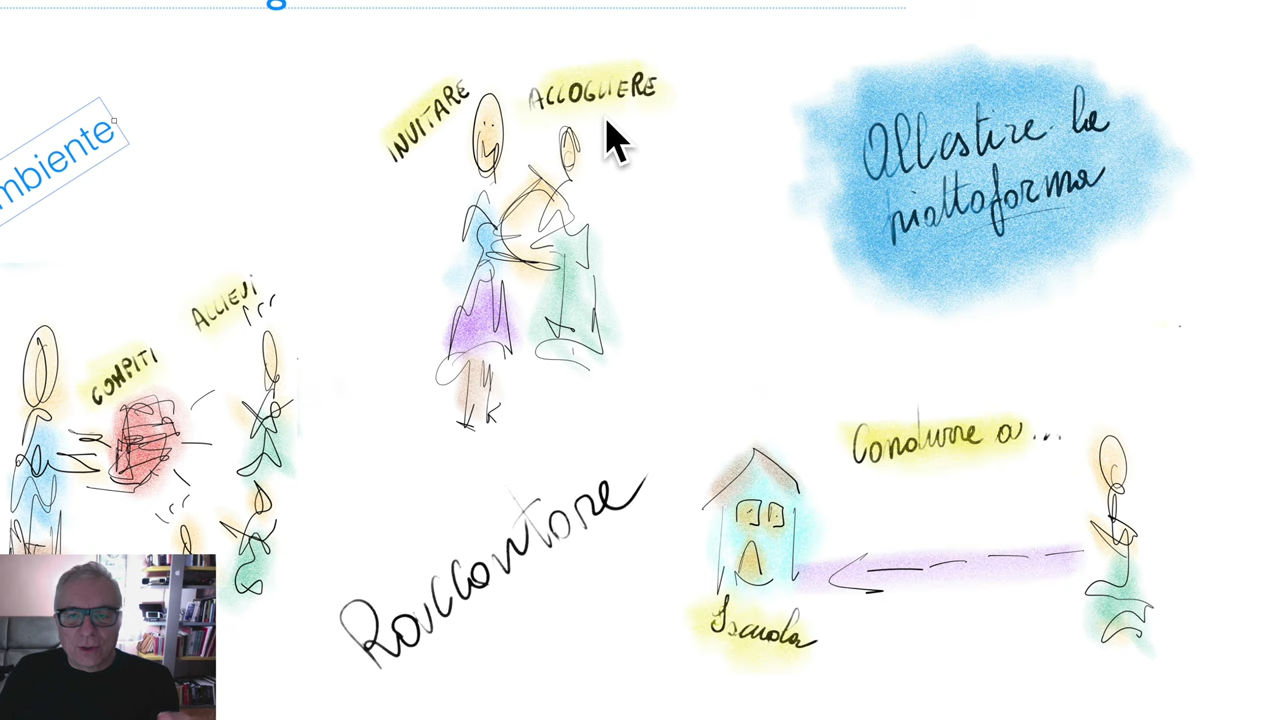 g
mbiente
INVITARE
ACCOGLIERE
Allestire la
piattaforma
ALLIEVI
COMPITI
Condurre a...
Raccontare
Scuola